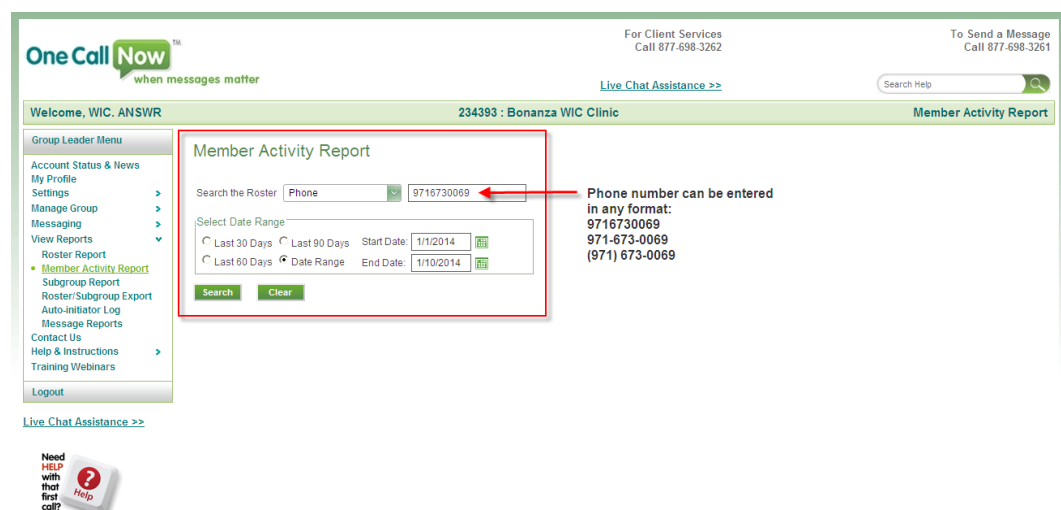 One Call Now TM
when messages matter
For Client Services
Call 877-698-3262
Live Chat Assistance >>
To Send a Message
Call 877-698-3261
Search Help
Welcome, WIC. ANSWR
234393 : Bonanza WIC Clinic
Member Activity Report
Group Leader Menu
Account Status & News
My Profile
Settings >
Manage Group >
Messaging >
View Reports
Roster Report
• Member Activity Report
Subgroup Report
Roster/Subgroup Export
Auto-initiator Log
Message Reports
Contact Us
Help & Instructions >
Training Webinars
Logout
Live Chat Assistance >>
Need
HELP
with
that
first
call?
? Help
Member Activity Report
Search the Roster Phone 9716730069
Select Date Range
Last 30 Days Last 90 Days Start Date: 1/1/2014
Last 60 Days Date Range End Date: 1/10/2014
Search Clear
Phone number can be entered
in any format:
9716730069
971-673-0069
(971) 673-0069